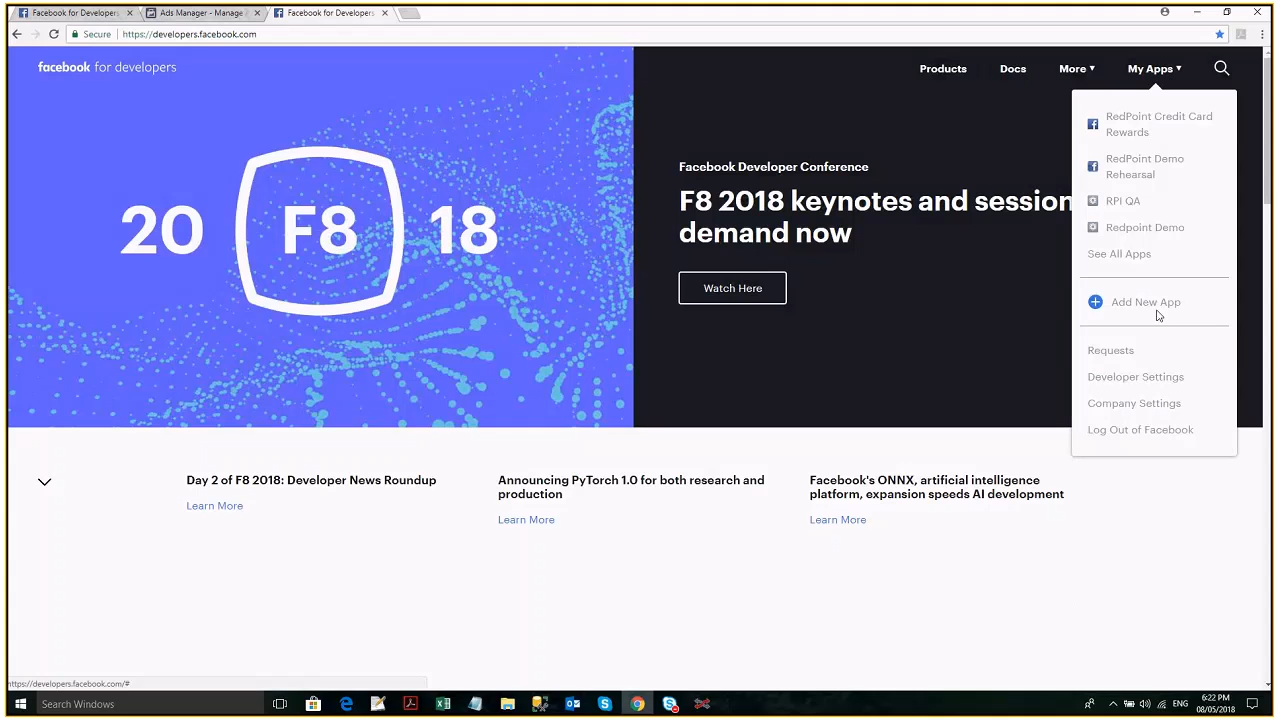 Facebook for Developers
Ads Manager - Manage
Facebook for Developers
Secure
https://developers.facebook.com
facebook for developers
Products
Docs
More
My Apps
20 F8 18
Facebook Developer Conference
F8 2018 keynotes and session
demand now
Watch Here
RedPoint Credit Card
Rewards
RedPoint Demo
Rehearsal
RPI QA
Redpoint Demo
See All Apps
Add New App
Requests
Developer Settings
Company Settings
Log Out of Facebook
Day 2 of F8 2018: Developer News Roundup
Learn More
Announcing PyTorch 1.0 for both research and
production
Learn More
Facebook's ONNX, artificial intelligence
platform, expansion speeds AI development
Learn More
https://developers.facebook.com/#
Search Windows
ENG
6:22 PM
08/05/2018